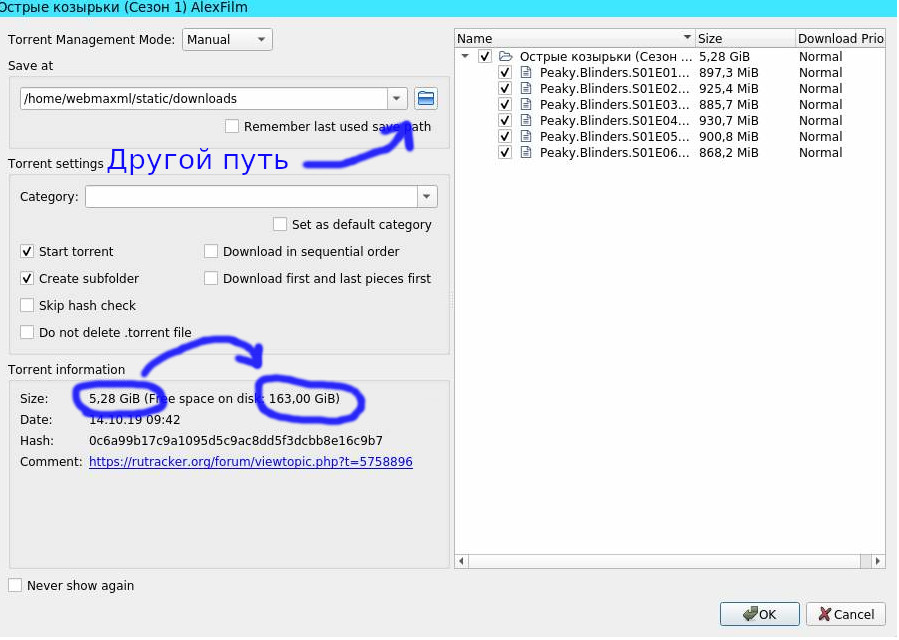 Острые козырьки (Сезон 1) AlexFilm
Torrent Management Mode: Manual
Save at
/home/webmaxml/static/downloads
Remember last used save path
Другой путь
Torrent settings
Category:
Set as default category
Start torrent
Download in sequential order
Create subfolder
Download first and last pieces first
Skip hash check
Do not delete .torrent file
Torrent information
Size: 5,28 GiB (Free space on disk: 163,00 GiB)
Date: 14.10.19 09:42
Hash: 0c6a99b17c9a1095d5c9ac8dd5f3dcbb8e16c9b7
Comment: https://rutracker.org/forum/viewtopic.php?t=5758896
Never show again
Name Size Download Prio
Острые козырьки (Сезон ... 5,28 GiB Normal
Peaky.Blinders.S01E01... 897,3 MiB Normal
Peaky.Blinders.S01E02... 925,4 MiB Normal
Peaky.Blinders.S01E03... 885,7 MiB Normal
Peaky.Blinders.S01E04... 930,7 MiB Normal
Peaky.Blinders.S01E05... 900,8 MiB Normal
Peaky.Blinders.S01E06... 868,2 MiB Normal
OK Cancel